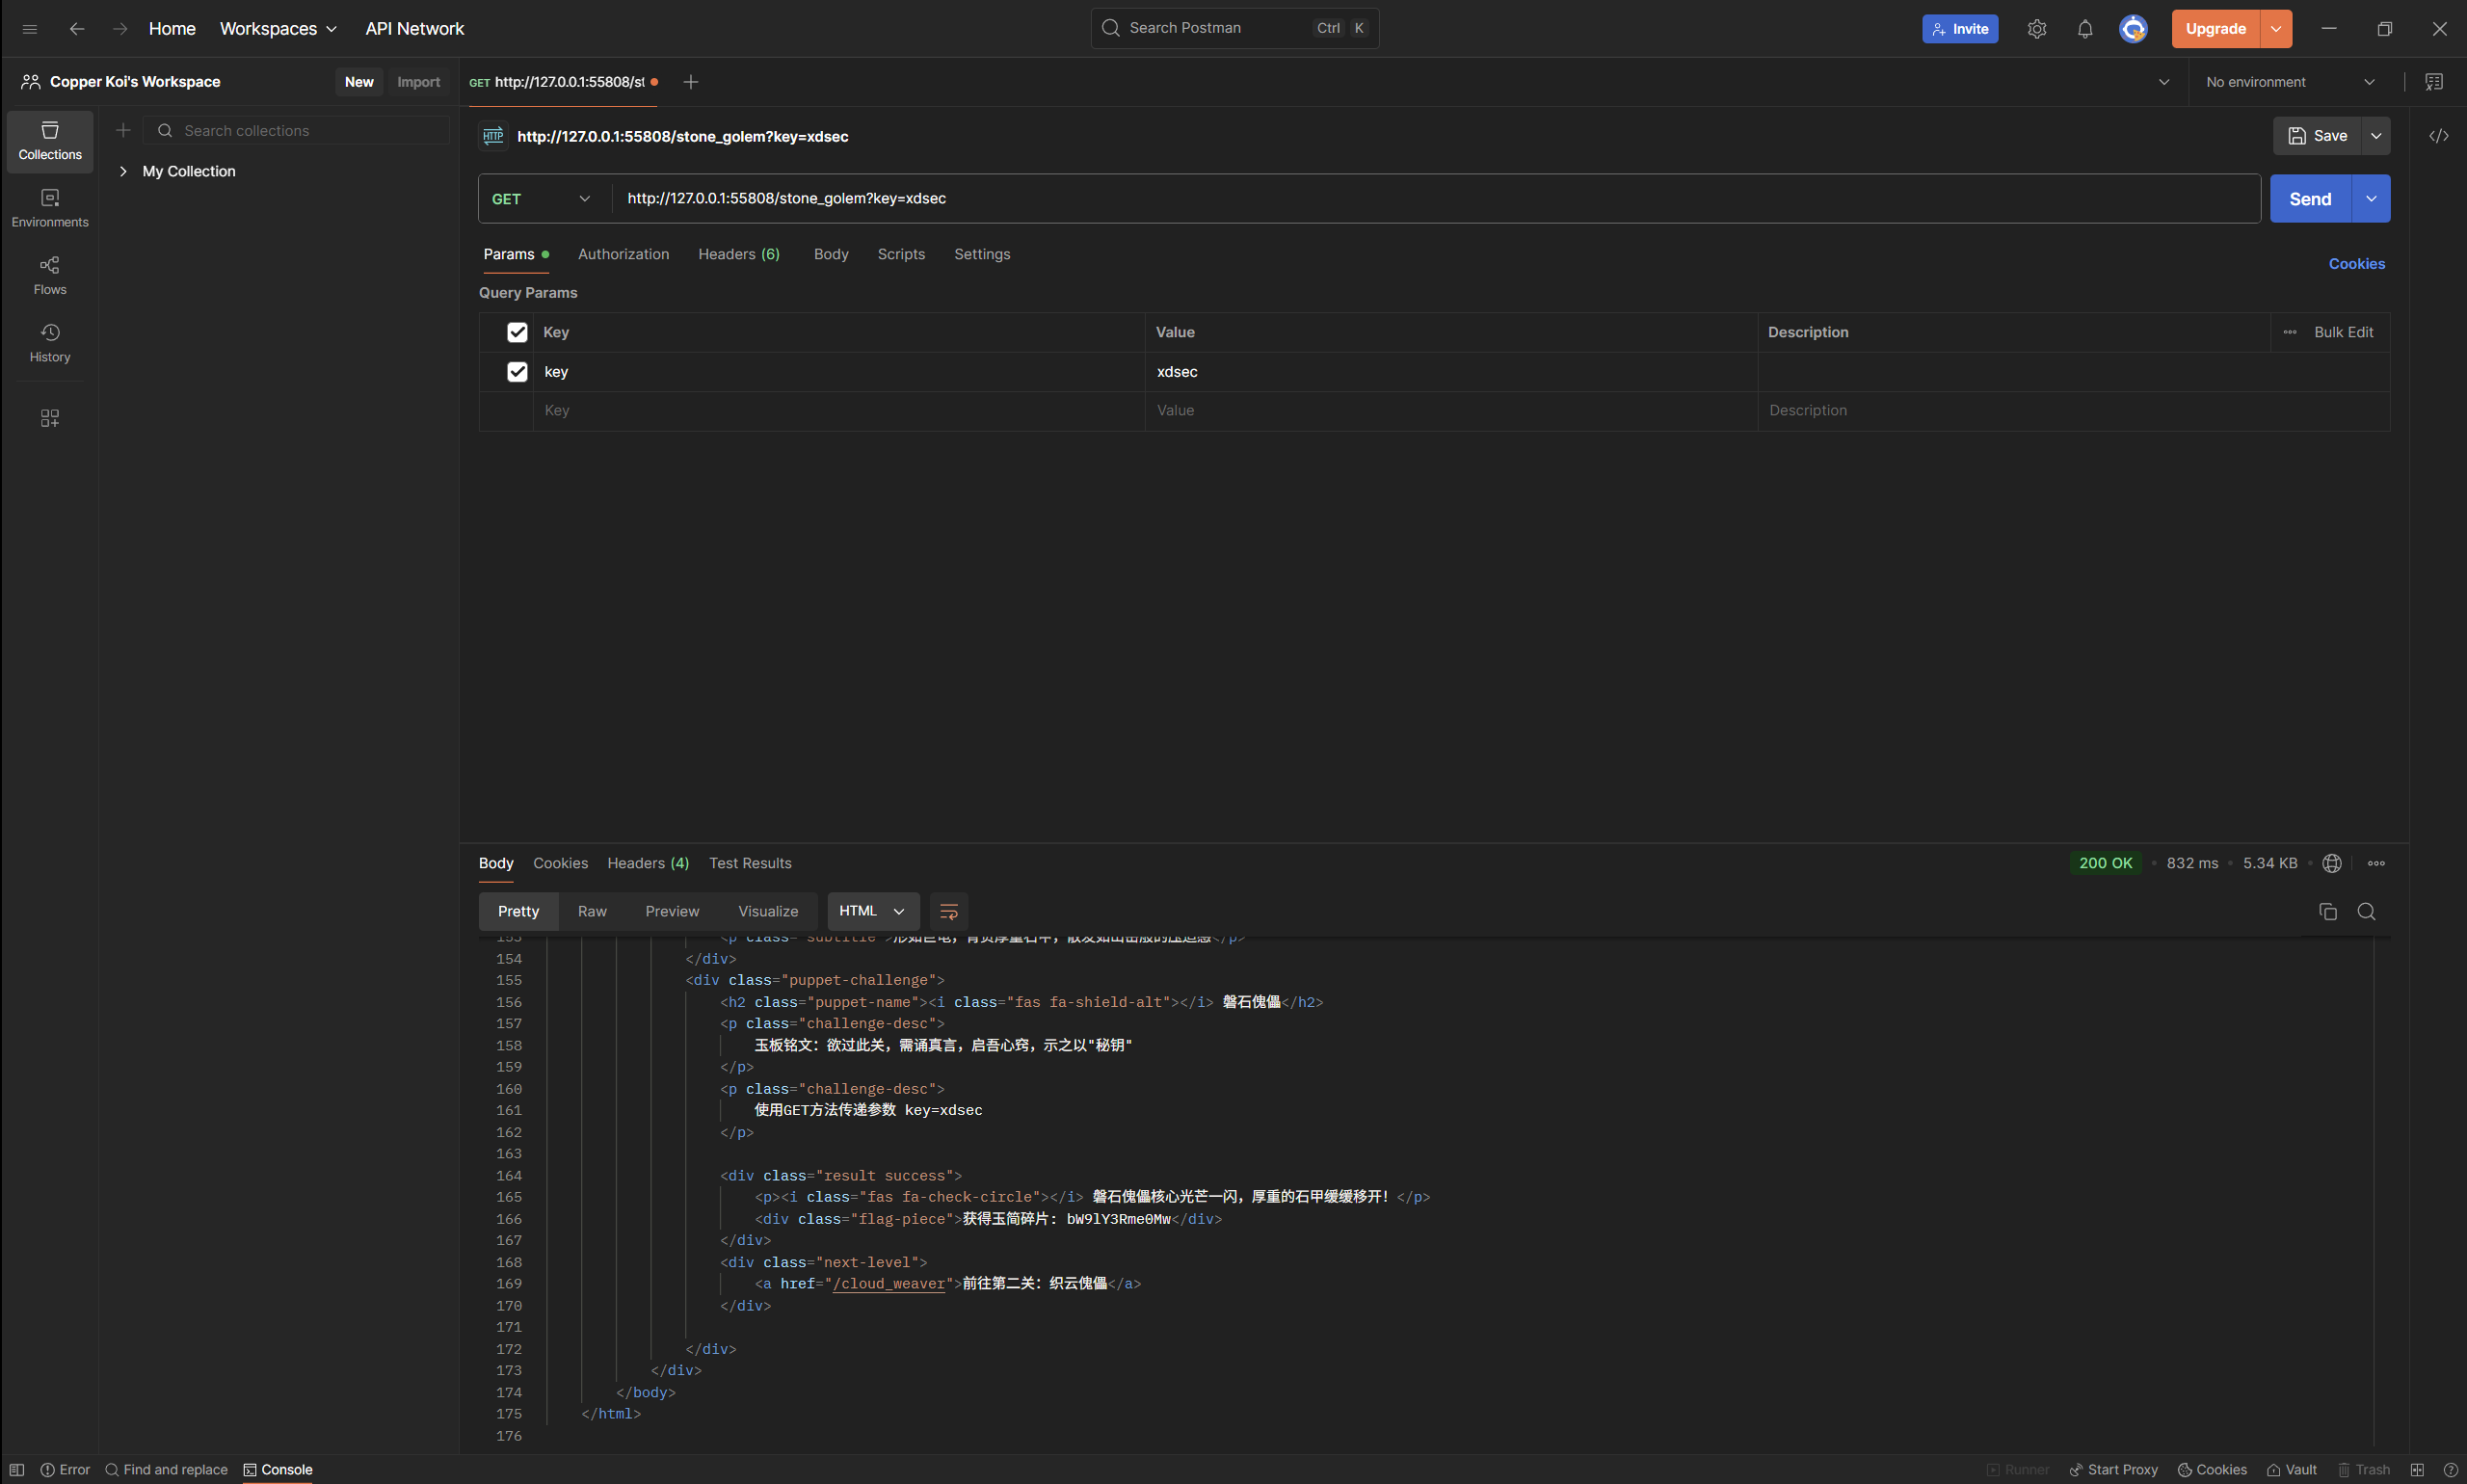 Home Workspaces API Network Search Postman Ctrl K Invite Upgrade
Copper Koi's Workspace New Import GET http://127.0.0.1:55808/st No environment
Search collections
My Collection
Collections
Environments
Flows
History
http://127.0.0.1:55808/stone_golem?key=xdsec Save
GET http://127.0.0.1:55808/stone_golem?key=xdsec Send
Params Authorization Headers (6) Body Scripts Settings Cookies
Query Params
Key Value Description Bulk Edit
key xdsec
Key Value Description
Body Cookies Headers (4) Test Results 200 OK 832 ms 5.34 KB
Pretty Raw Preview Visualize HTML
154 </div>
155 <div class="puppet-challenge">
156 <h2 class="puppet-name"><i class="fas fa-shield-alt"></i> 磐石傀儡</h2>
157 <p class="challenge-desc">
158 玉板铭文：欲过此关，需诵真言，启吾心窍，示之以"秘钥"
159 </p>
160 <p class="challenge-desc">
161 使用GET方法传递参数 key=xdsec
162 </p>
163
164 <div class="result success">
165 <p><i class="fas fa-check-circle"></i> 磐石傀儡核心光芒一闪，厚重的石甲缓缓移开！</p>
166 <div class="flag-piece">获得玉简碎片: bW9lY3Rme0Mw</div>
167 </div>
168 <div class="next-level">
169 <a href="/cloud_weaver">前往第二关：织云傀儡</a>
170 </div>
171
172 </div>
173 </div>
174 </body>
175 </html>
176
Error Find and replace Console Runner Start Proxy Cookies Vault Trash